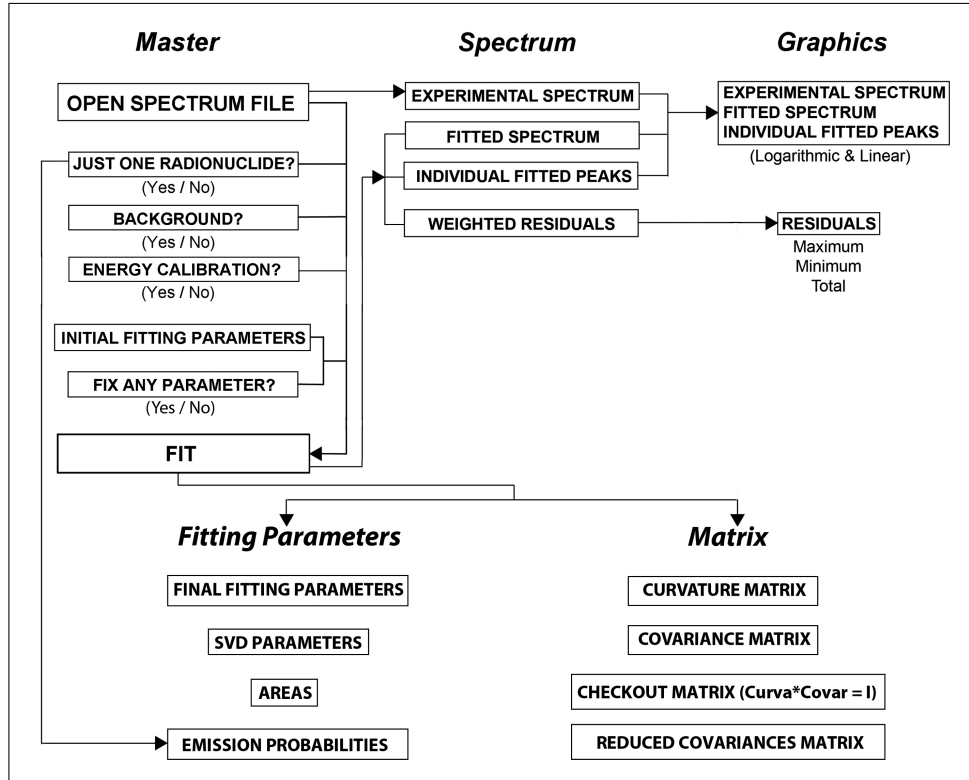 Master
OPEN SPECTRUM FILE
JUST ONE RADIONUCLIDE?
(Yes / No)
BACKGROUND?
(Yes / No)
ENERGY CALIBRATION?
(Yes / No)
INITIAL FITTING PARAMETERS
FIX ANY PARAMETER?
(Yes / No)
FIT
Spectrum
EXPERIMENTAL SPECTRUM
FITTED SPECTRUM
INDIVIDUAL FITTED PEAKS
WEIGHTED RESIDUALS
Graphics
EXPERIMENTAL SPECTRUM
FITTED SPECTRUM
INDIVIDUAL FITTED PEAKS
(Logarithmic & Linear)
RESIDUALS
Maximum
Minimum
Total
Fitting Parameters
FINAL FITTING PARAMETERS
SVD PARAMETERS
AREAS
EMISSION PROBABILITIES
Matrix
CURVATURE MATRIX
COVARIANCE MATRIX
CHECKOUT MATRIX (Curva*Covar = I)
REDUCED COVARIANCES MATRIX